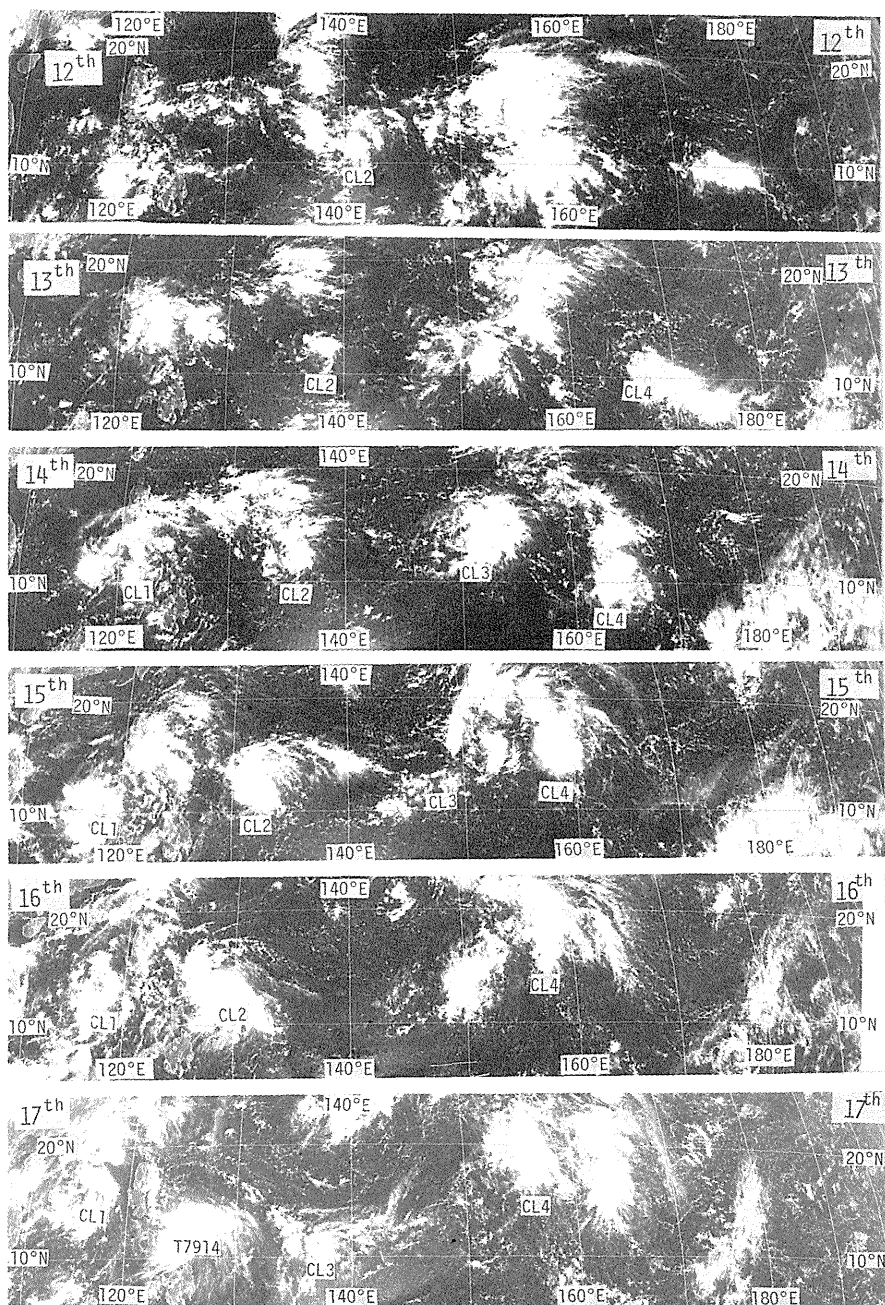 120°E 140°E 160°E 180°E
12th 20°N 12th 20°N
10°N CL2 10°N
120°E 140°E 160°E
13th 20°N 20°N 13th
10°N CL2 CL4 10°N
120°E 140°E 160°E 180°E
14th 20°N 140°E 20°N 14th
10°N CL1 CL2 CL3 CL4 10°N
120°E 140°E 160°E 180°E
15th 20°N 140°E 15th 20°N
10°N CL1 CL2 CL3 CL4 10°N
120°E 140°E 160°E 180°E
16th 20°N 140°E 16th 20°N
10°N CL1 CL2 CL4 10°N
120°E 140°E 160°E 180°E
17th 140°E 17th
20°N 20°N
CL1 CL4
T7914
10°N CL3 10°N
120°E 140°E 160°E 180°E